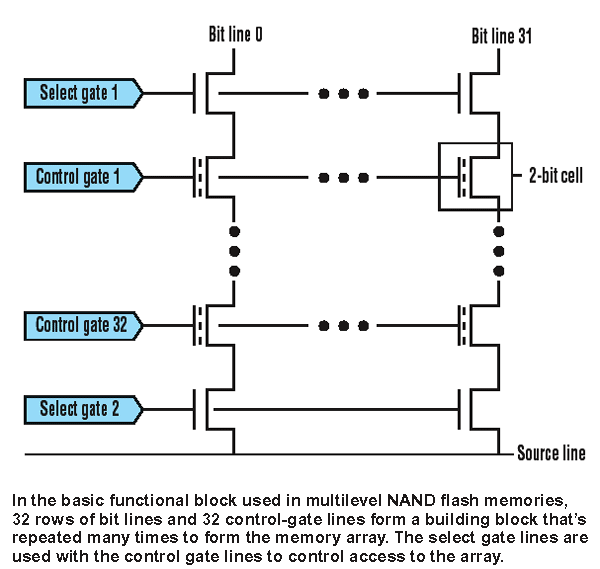 Bit line 0
Bit line 31
Select gate 1
Control gate 1
2-bit cell
Control gate 32
Select gate 2
Source line
In the basic functional block used in multilevel NAND flash memories,
32 rows of bit lines and 32 control-gate lines form a building block that's
repeated many times to form the memory array. The select gate lines are
used with the control gate lines to control access to the array.